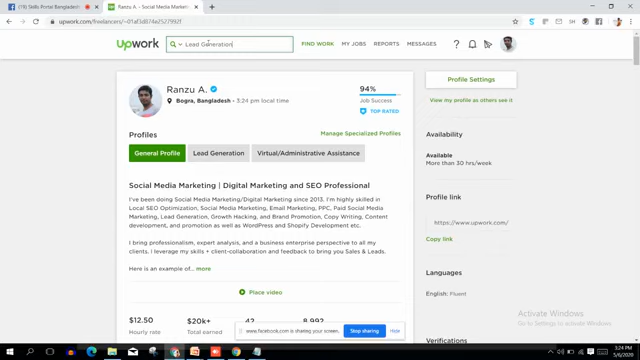 (19) Skills Portal Bangladesh
Ranzu A. - Social Media Marketin
upwork.com/freelancers/~01af3d874a2527992f
upwork
Lead Generation
FIND WORK
MY JOBS
REPORTS
MESSAGES
Ranzu A.
Bogra, Bangladesh - 3:24 pm local time
94%
Job Success
TOP RATED
Profiles
Manage Specialized Profiles
General Profile
Lead Generation
Virtual/Administrative Assistance
Social Media Marketing | Digital Marketing and SEO Professional
I've been doing Social Media Marketing/Digital Marketing since 2013. I'm highly skilled in
Local SEO Optimization, Social Media Marketing, Email Marketing, PPC, Paid Social Media
Marketing, Lead Generation, Growth Hacking, and Brand Promotion, Copy Writing, Content
development, and promotion as well as WordPress and Shopify Development etc.
I bring professionalism, expert analysis, and a business enterprise perspective to all my
clients. i leverage my skills + client-collaboration and feedback to bring you Sales & Leads.
Here is an example of... more
Place video
$12.50
Hourly rate
$20k+
Total earned
42
8,992
Profile Settings
View my profile as others see it
Availability
Available
More than 30 hrs/week
Profile link
https://www.upwork.com/
Copy link
Languages
English: Fluent
Verifications
Activate Windows
Go to Settings to activate Windows.
www.facebook.com is sharing your screen.
Stop sharing
Hide
3:24 PM
5/6/2020